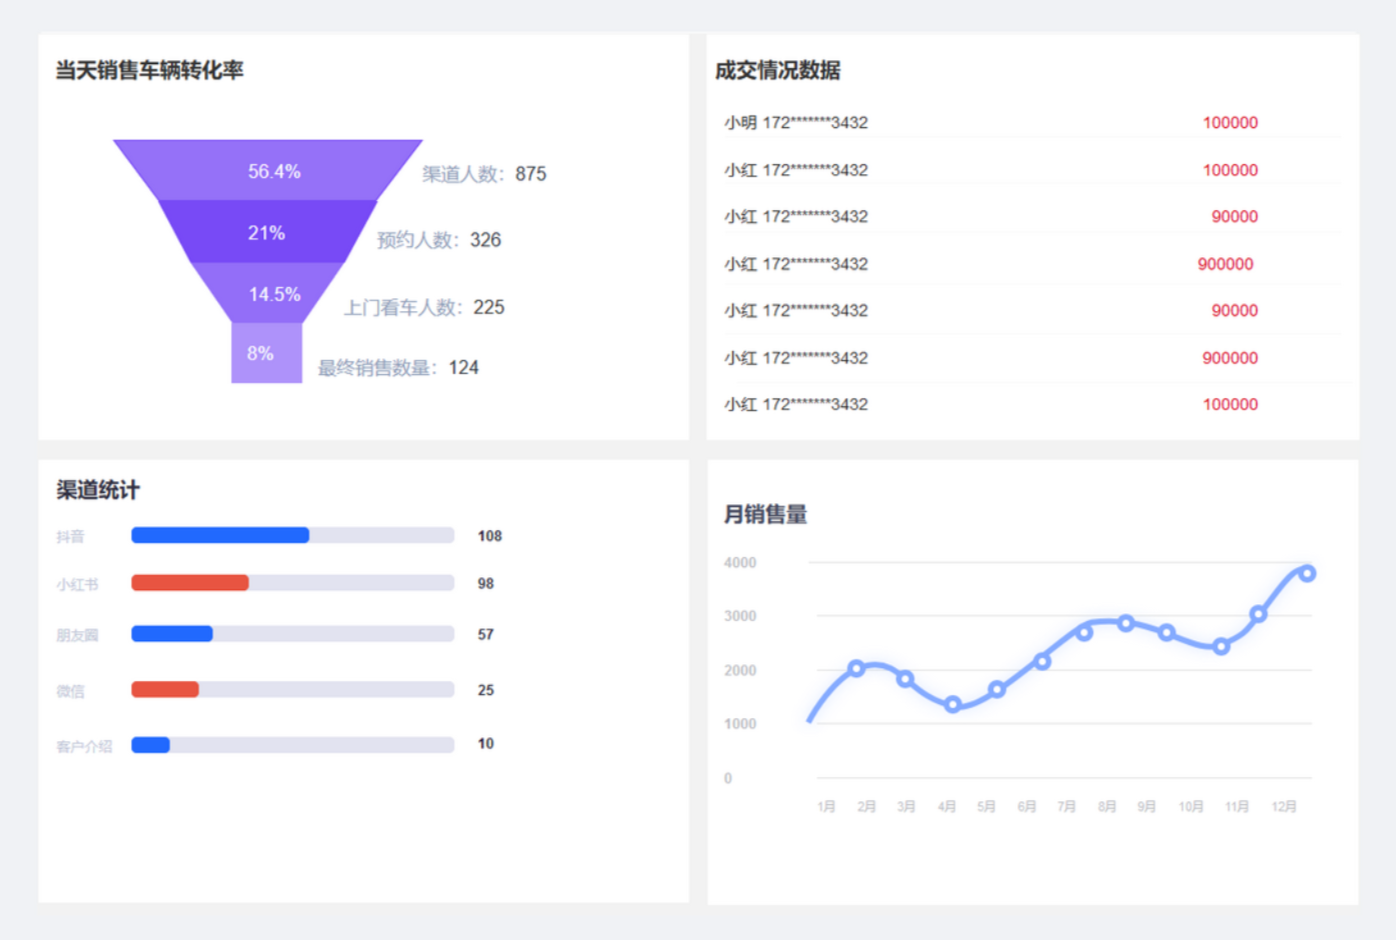 当天销售车辆转化率
56.4%
渠道人数：875
21%
预约人数：326
14.5%
上门看车人数：225
8%
最终销售数量：124
成交情况数据
小明 172*******3432 100000
小红 172*******3432 100000
小红 172*******3432 90000
小红 172*******3432 900000
小红 172*******3432 90000
小红 172*******3432 900000
小红 172*******3432 100000
渠道统计
抖音 108
小红书 98
朋友圈 57
微信 25
客户介绍 10
月销售量
4000
3000
2000
1000
0
1月 2月 3月 4月 5月 6月 7月 8月 9月 10月 11月 12月